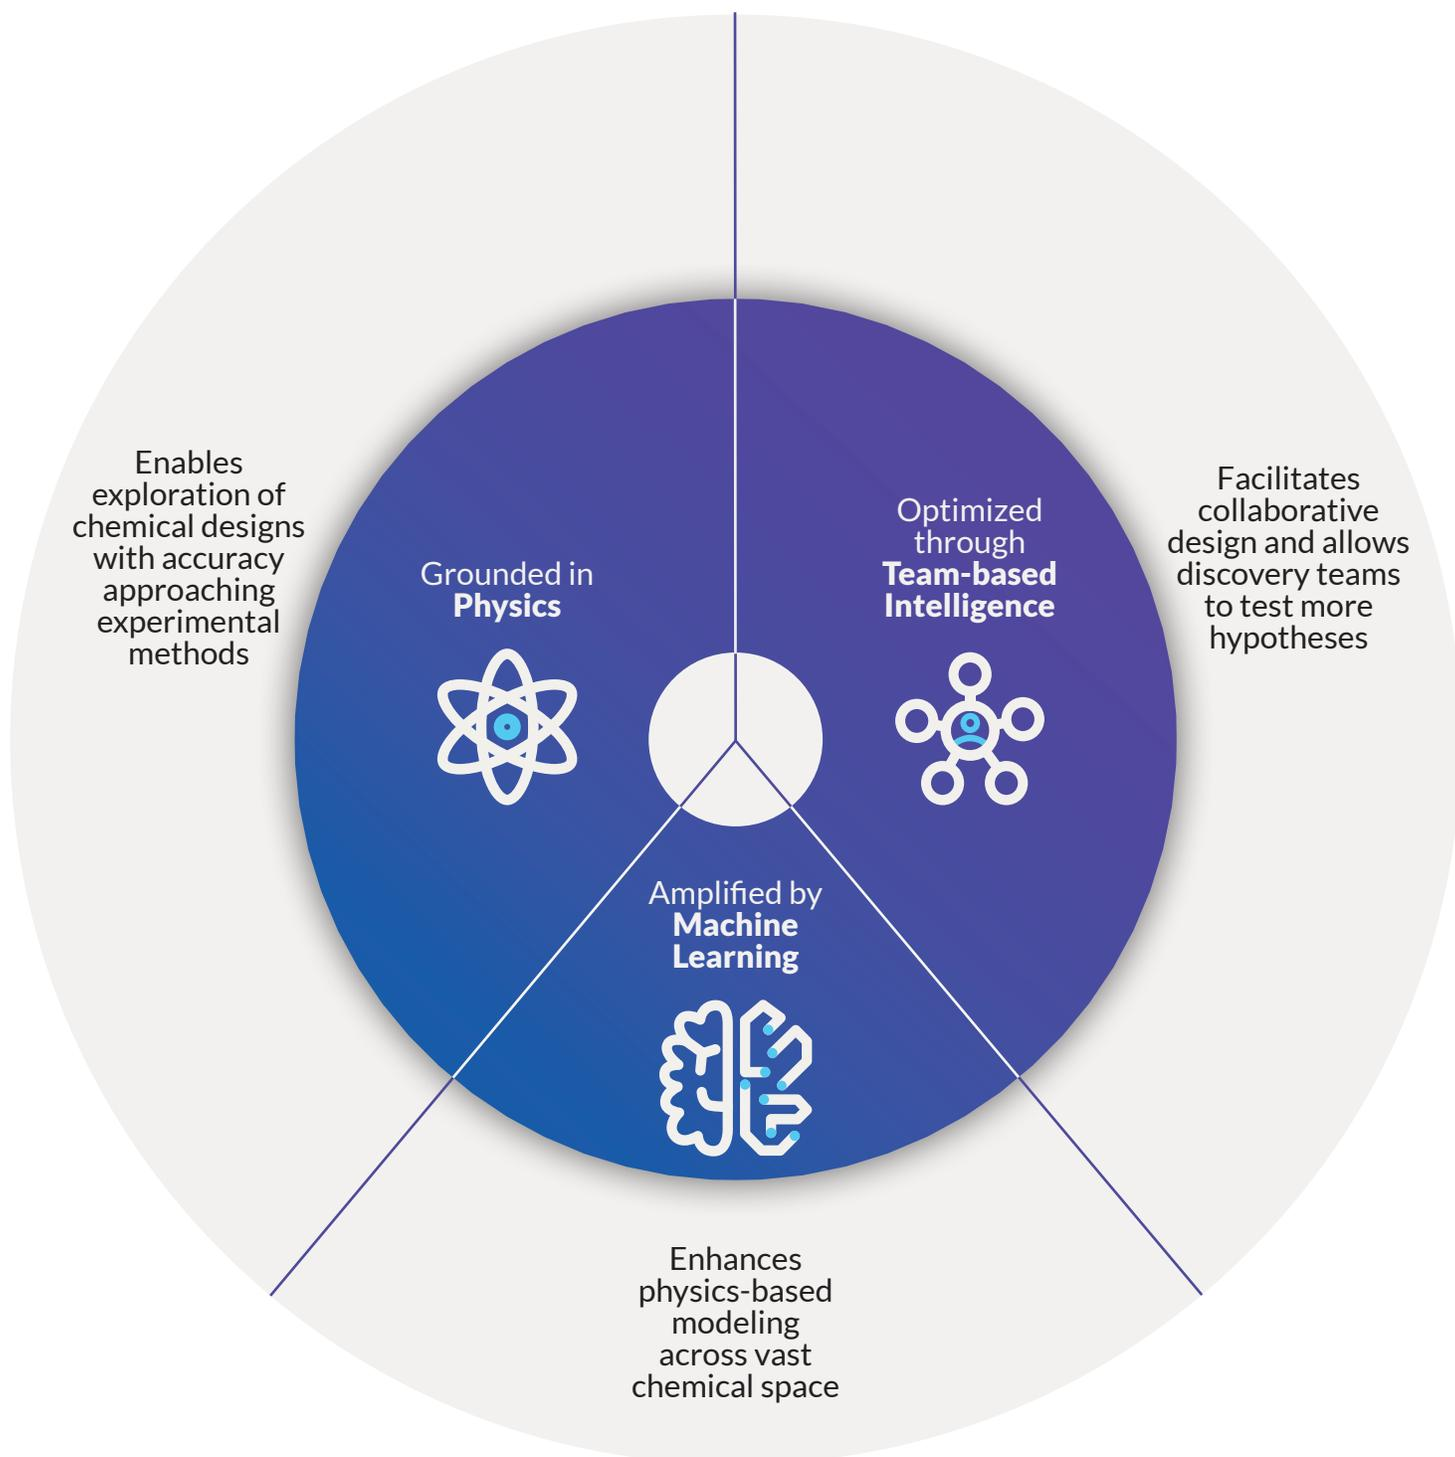 Enables
exploration of
chemical designs
with accuracy
approaching
experimental
methods
Grounded in
Physics
Optimized
through
Team-based
Intelligence
Facilitates
collaborative
design and allows
discovery teams
to test more
hypotheses
Amplified by
Machine
Learning
Enhances
physics-based
modeling
across vast
chemical space